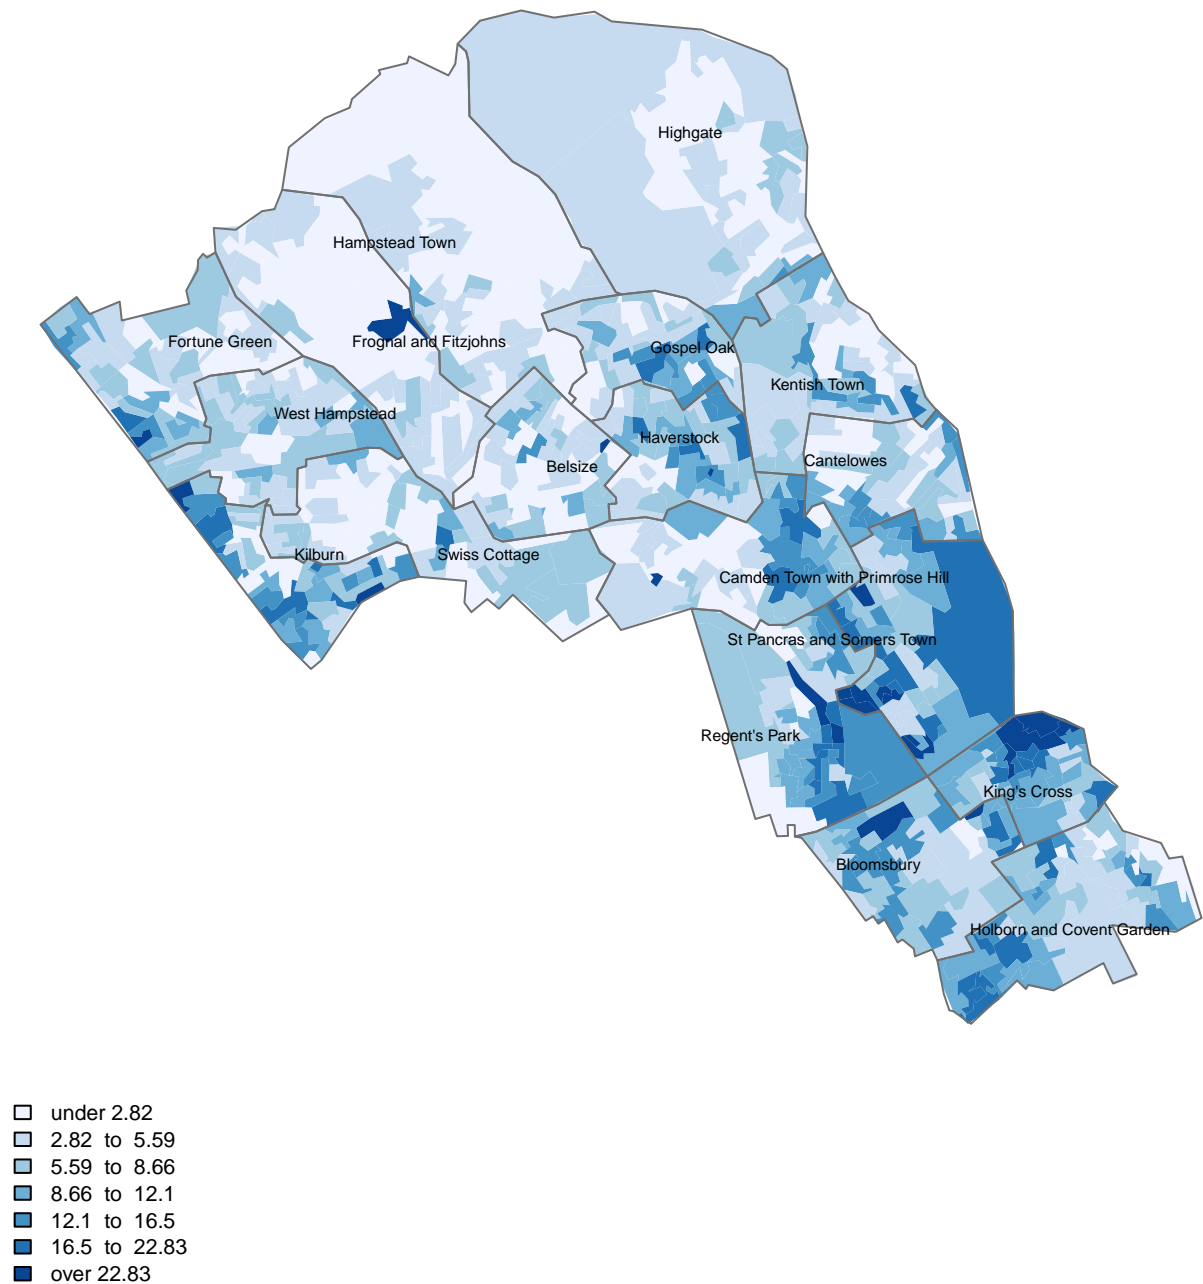 Highgate
Hampstead Town
Fortune Green
Frognal and Fitzjohns
Gospel Oak
Kentish Town
West Hampstead
Haverstock
Cantelowes
Belsize
Kilburn
Swiss Cottage
Camden Town with Primrose Hill
St Pancras and Somers Town
Regent's Park
King's Cross
Bloomsbury
Holborn and Covent Garden
under 2.82
2.82 to 5.59
5.59 to 8.66
8.66 to 12.1
12.1 to 16.5
16.5 to 22.83
over 22.83